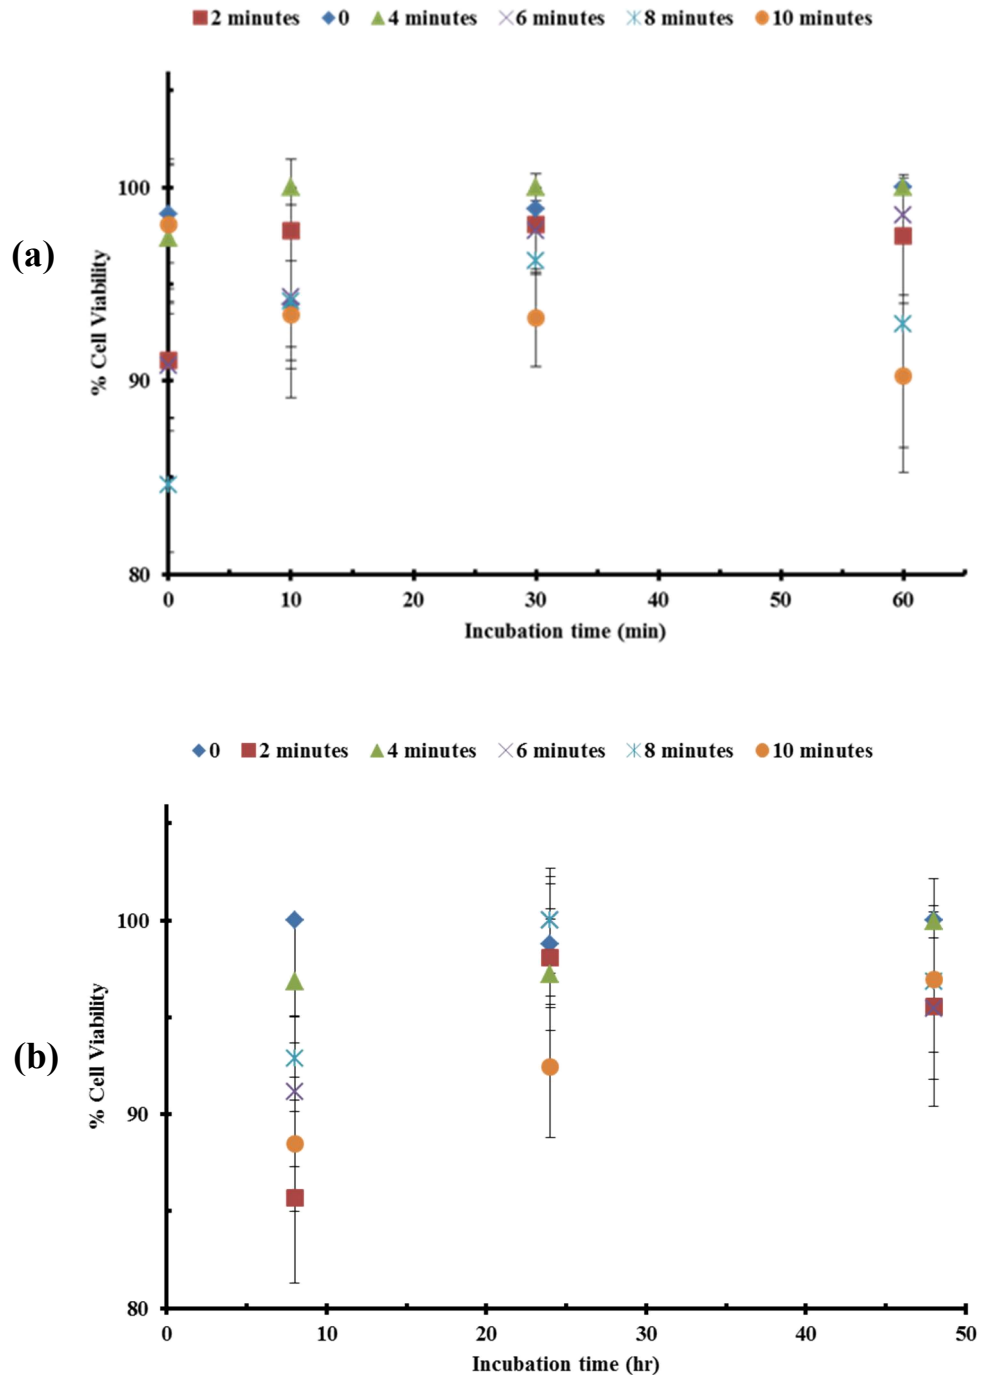 2 minutes 0 4 minutes 6 minutes 8 minutes 10 minutes
100
(a)
% Cell Viability
90
80
0 10 20 30 40 50 60
Incubation time (min)
0 2 minutes 4 minutes 6 minutes 8 minutes 10 minutes
100
(b)
% Cell Viability
90
80
0 10 20 30 40 50
Incubation time (hr)